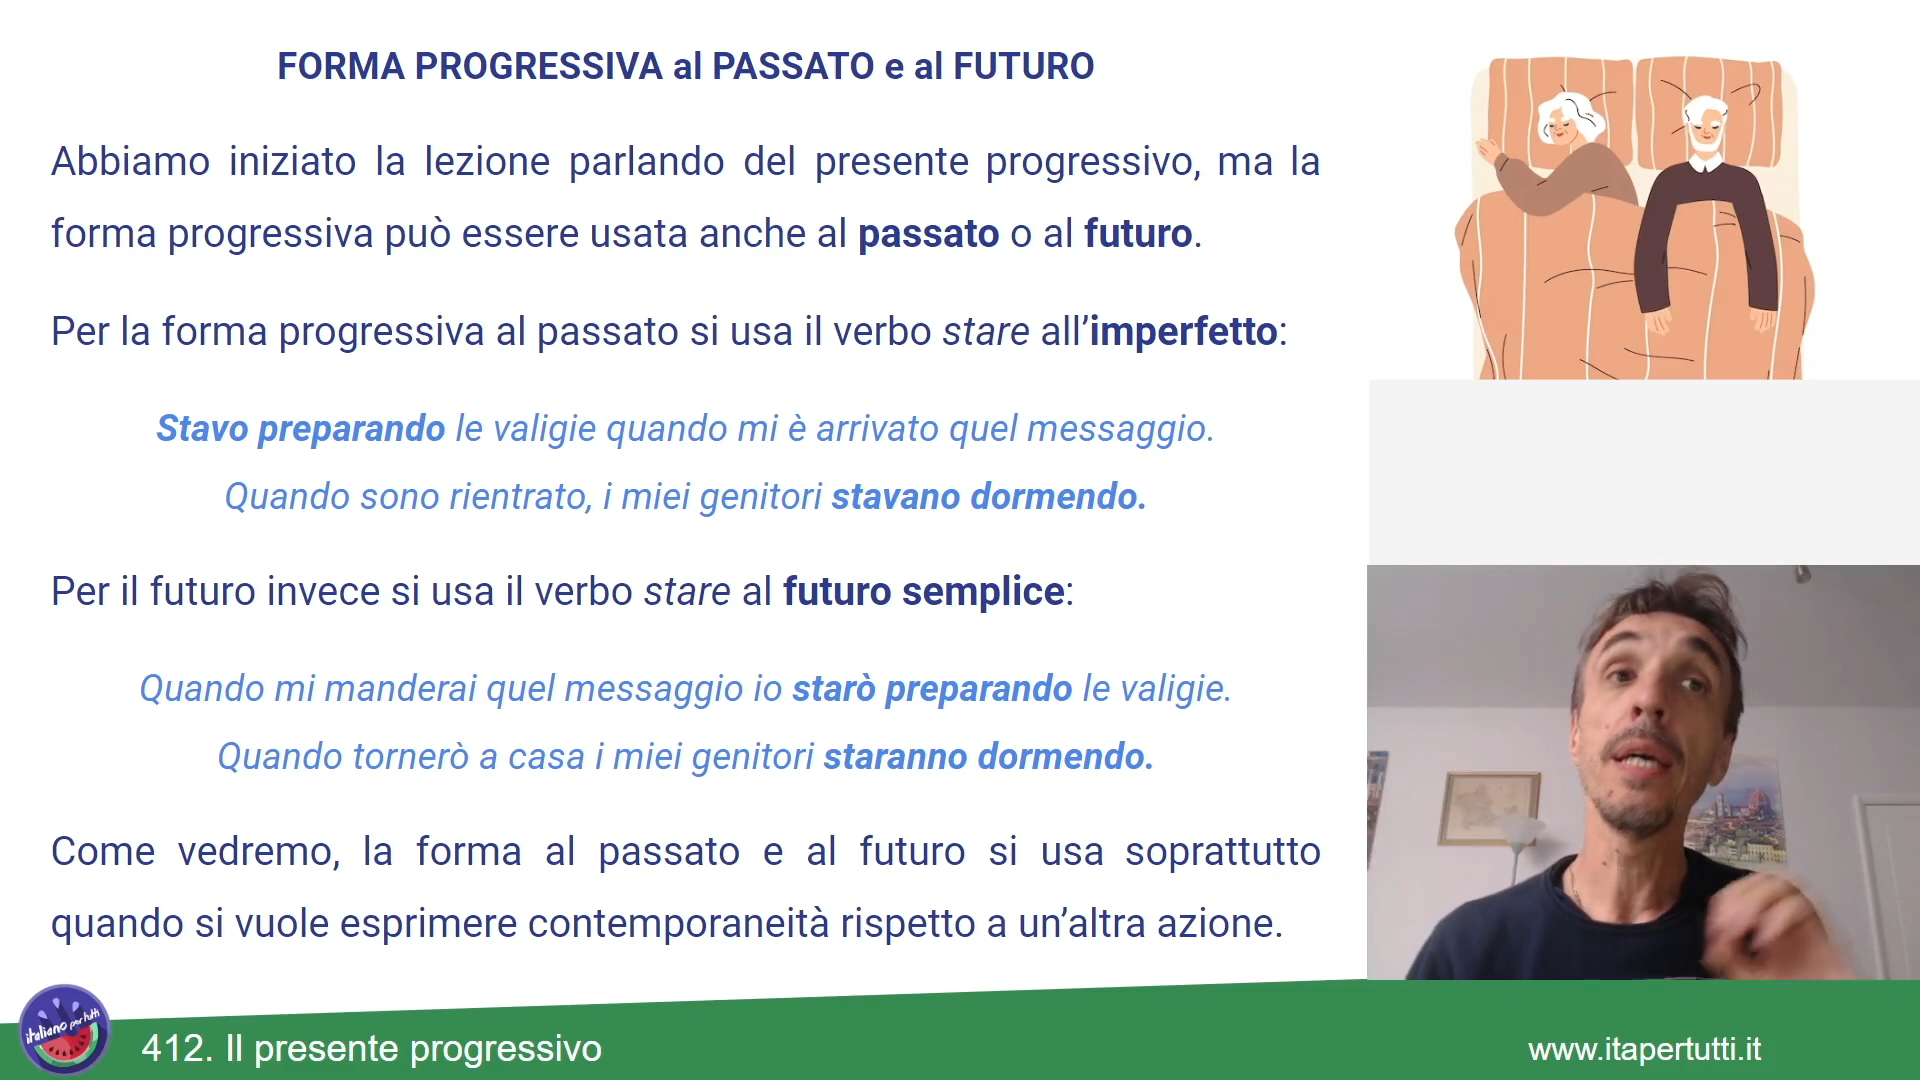 FORMA PROGRESSIVA al PASSATO e al FUTURO
Abbiamo iniziato la lezione parlando del presente progressivo, ma la
forma progressiva può essere usata anche al passato o al futuro.
Per la forma progressiva al passato si usa il verbo stare all’imperfetto:
Stavo preparando le valigie quando mi è arrivato quel messaggio.
Quando sono rientrato, i miei genitori stavano dormendo.
Per il futuro invece si usa il verbo stare al futuro semplice:
Quando mi manderai quel messaggio io starò preparando le valigie.
Quando tornerò a casa i miei genitori staranno dormendo.
Come vedremo, la forma al passato e al futuro si usa soprattutto
quando si vuole esprimere contemporaneità rispetto a un’altra azione.
italiano per tutti
412. Il presente progressivo
www.itapertutti.it